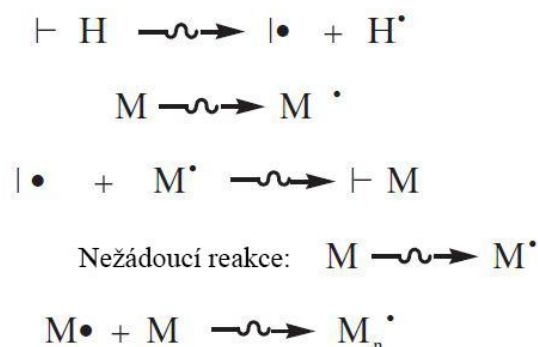 ⊢ H ⟿ |• + H•
M ⟿ M •
|• + M• ⟿ ⊢ M
Nežádoucí reakce: M ⟿ M•
M• + M ⟿ Mn•